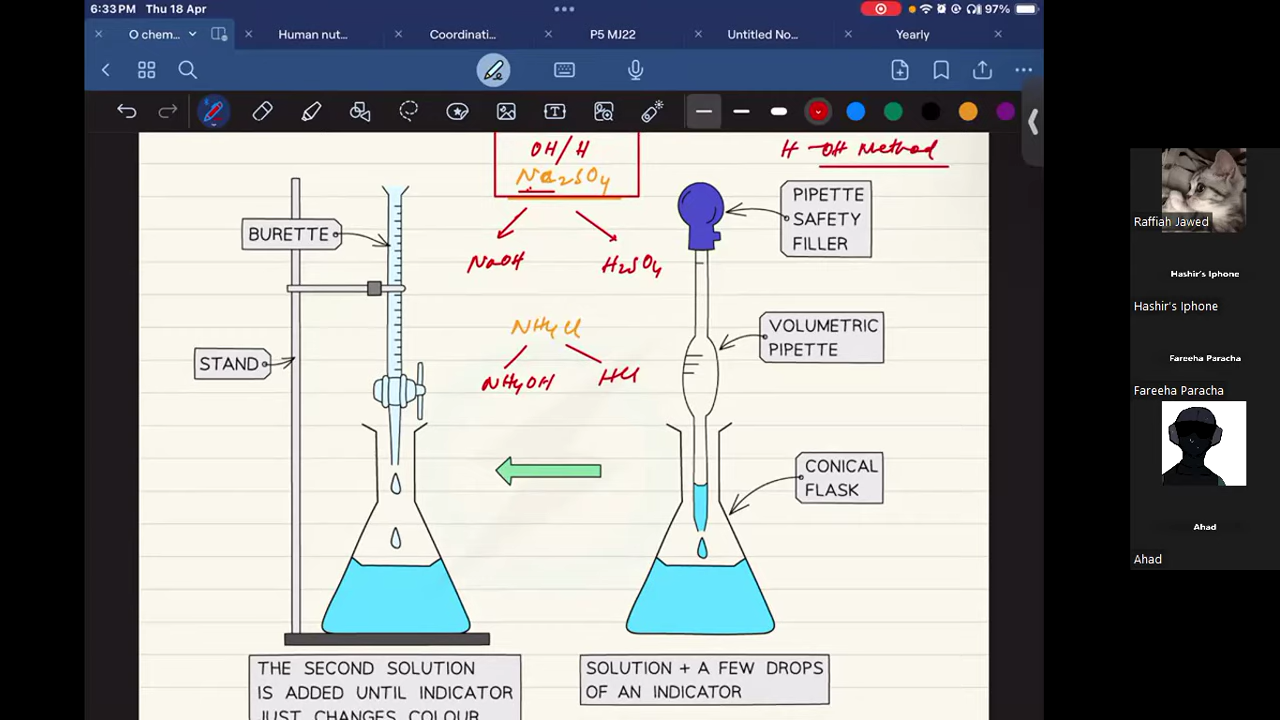 6:33 PM Thu 18 Apr
97%
O chem...
Human nut...
Coordinati...
P5 MJ22
Untitled No...
Yearly
OH/H
Na₂SO₄
H-OH Method
NaOH
H₂SO₄
NH₄Cl
NH₄OH
HCl
BURETTE
STAND
PIPETTE
SAFETY
FILLER
VOLUMETRIC
PIPETTE
CONICAL
FLASK
THE SECOND SOLUTION
IS ADDED UNTIL INDICATOR
JUST CHANGES COLOUR
SOLUTION + A FEW DROPS
OF AN INDICATOR
Raffiah Jawed
Hashir's Iphone
Hashir's Iphone
Fareeha Paracha
Fareeha Paracha
Ahad
Ahad